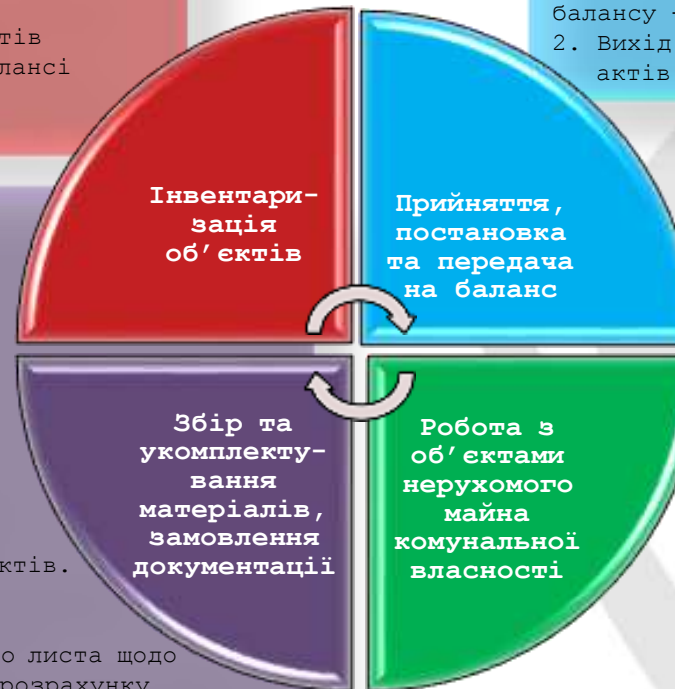 лансі
балансу -
2. Вихід
актів
Інвентари-
зація
об’єктів
Прийняття,
постановка
та передача
на баланс
Збір та
укомплекту-
вання
матеріалів,
замовлення
документації
Робота з
об’єктами
нерухомого
майна
комунальної
власності
ктів.
о листа щодо
розрахунку